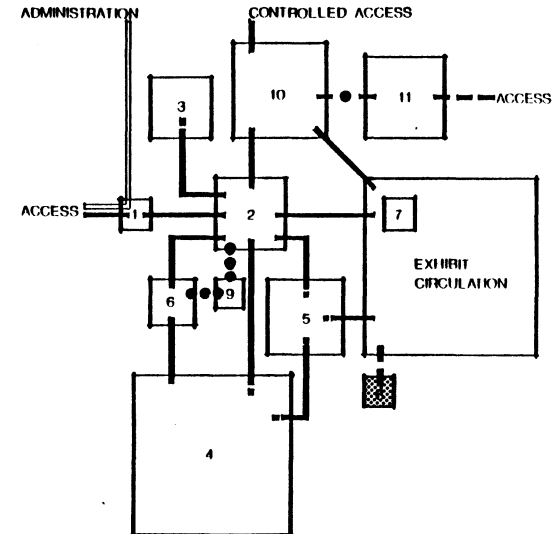 ADMINISTRATION
CONTROLLED ACCESS
3
10
11
ACCESS
ACCESS
1
2
7
EXHIBIT
CIRCULATION
6
9
5
4